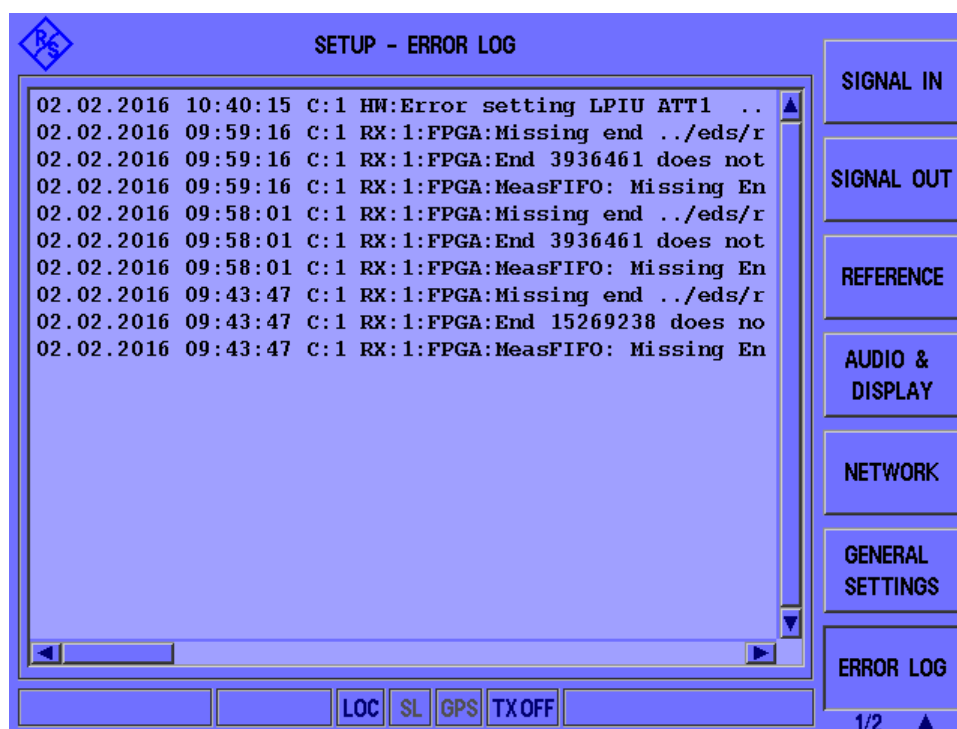 R&S
SETUP - ERROR LOG
02.02.2016 10:40:15 C:1 HW:Error setting LPIU ATT1 ..
02.02.2016 09:59:16 C:1 RX:1:FPGA:Missing end ../eds/r
02.02.2016 09:59:16 C:1 RX:1:FPGA:End 3936461 does not
02.02.2016 09:59:16 C:1 RX:1:FPGA:MeasFIFO: Missing En
02.02.2016 09:58:01 C:1 RX:1:FPGA:Missing end ../eds/r
02.02.2016 09:58:01 C:1 RX:1:FPGA:End 3936461 does not
02.02.2016 09:58:01 C:1 RX:1:FPGA:MeasFIFO: Missing En
02.02.2016 09:43:47 C:1 RX:1:FPGA:Missing end ../eds/r
02.02.2016 09:43:47 C:1 RX:1:FPGA:End 15269238 does no
02.02.2016 09:43:47 C:1 RX:1:FPGA:MeasFIFO: Missing En
SIGNAL IN
SIGNAL OUT
REFERENCE
AUDIO &
DISPLAY
NETWORK
GENERAL
SETTINGS
ERROR LOG
1/2
LOC SL GPS TX OFF